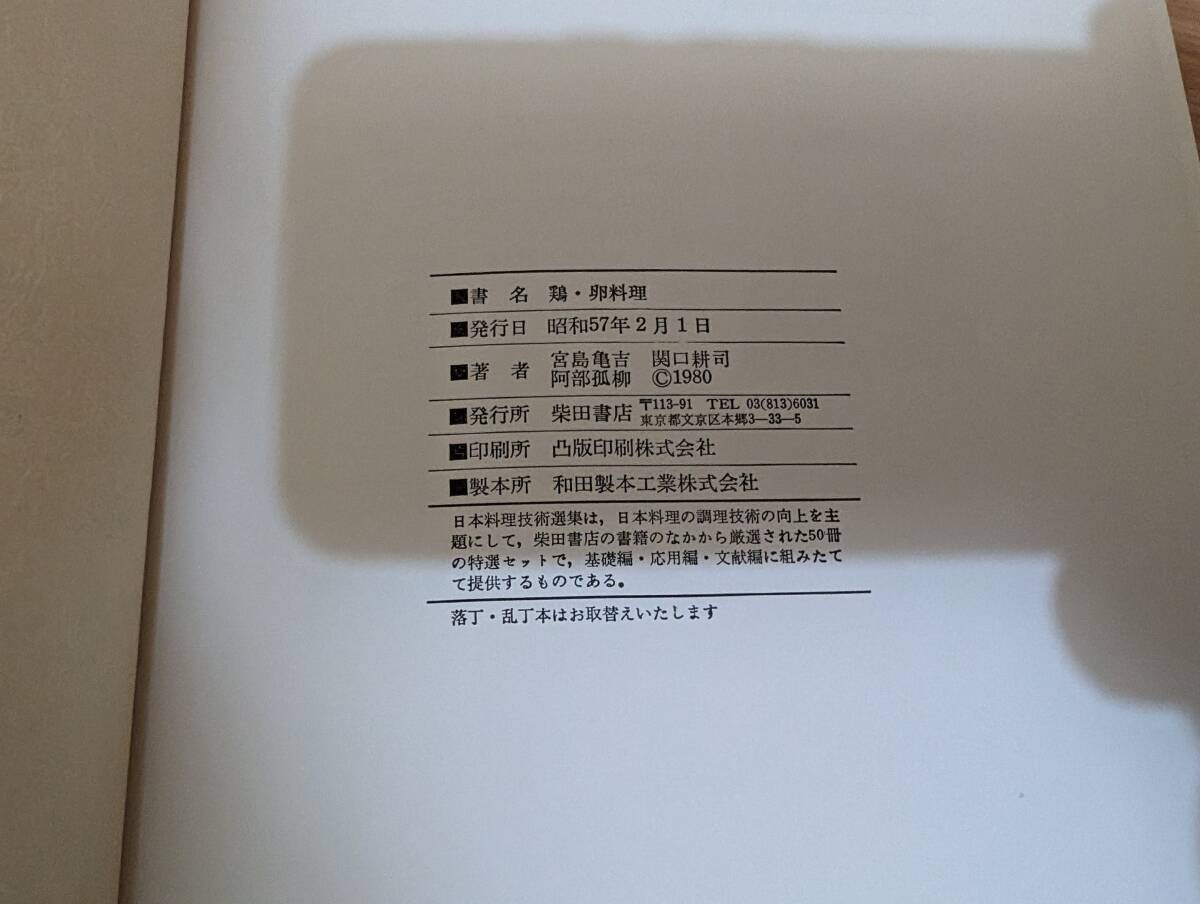 ■書 名 鶏・卵料理
■発行日 昭和57年2月1日
■著 者 宮島亀吉 関口耕司
阿部孤柳 ©1980
■発行所 柴田書店 〒113-91 TEL 03(813)6031
東京都文京区本郷3―33―5
■印刷所 凸版印刷株式会社
■製本所 和田製本工業株式会社
日本料理技術選集は，日本料理の調理技術の向上を主
題にして，柴田書店の書籍のなかから厳選された50冊
の特選セットで，基礎編・応用編・文献編に組みたて
て提供するものである。
落丁・乱丁本はお取替えいたします